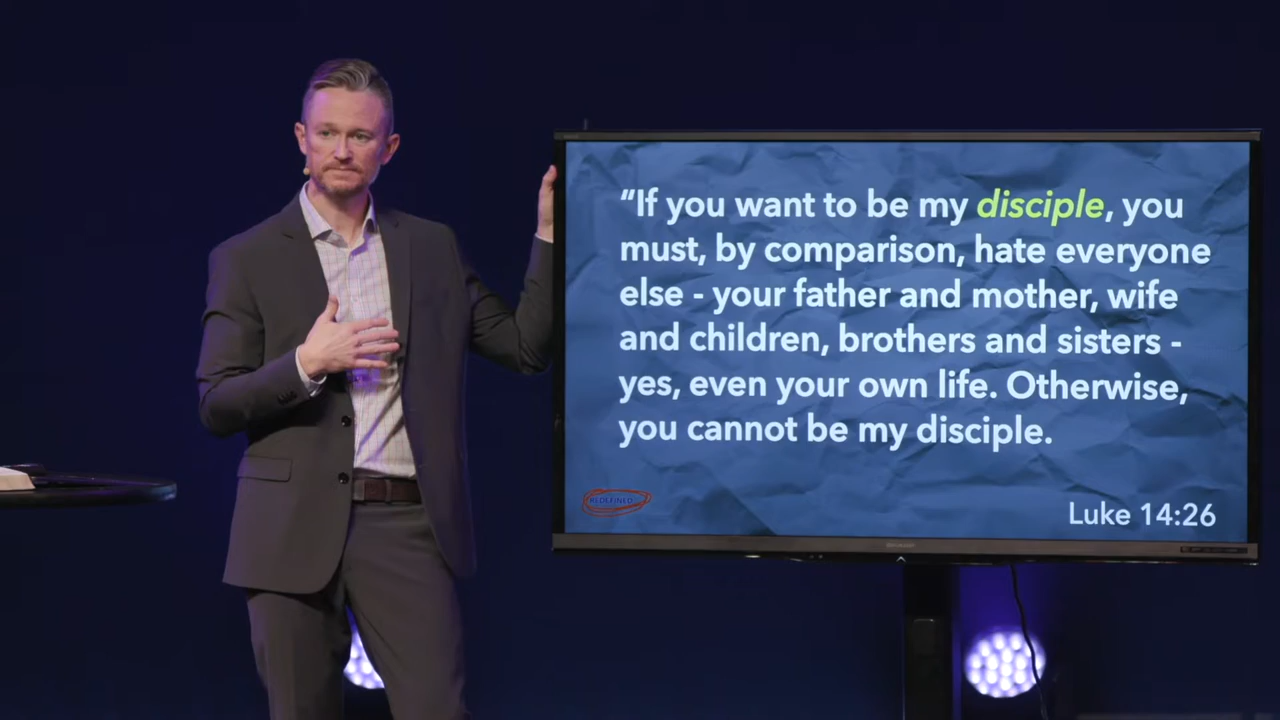 “If you want to be my disciple, you
must, by comparison, hate everyone
else - your father and mother, wife
and children, brothers and sisters -
yes, even your own life. Otherwise,
you cannot be my disciple.
REDEFINED
Luke 14:26
SHARP